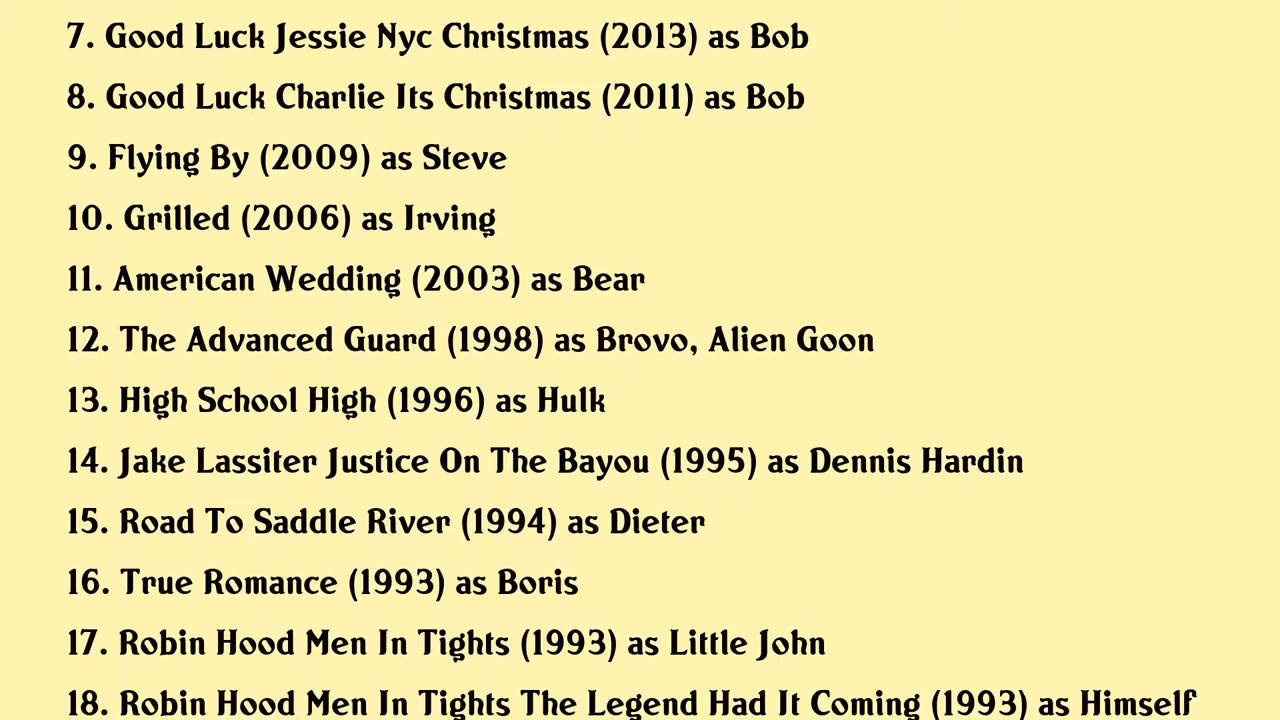 7. Good Luck Jessie Nyc Christmas (2013) as Bob
8. Good Luck Charlie Its Christmas (2011) as Bob
9. Flying By (2009) as Steve
10. Grilled (2006) as Irving
11. American Wedding (2003) as Bear
12. The Advanced Guard (1998) as Brovo, Alien Goon
13. High School High (1996) as Hulk
14. Jake Lassiter Justice On The Bayou (1995) as Dennis Hardin
15. Road To Saddle River (1994) as Dieter
16. True Romance (1993) as Boris
17. Robin Hood Men In Tights (1993) as Little John
18. Robin Hood Men In Tights The Legend Had It Coming (1993) as Himself